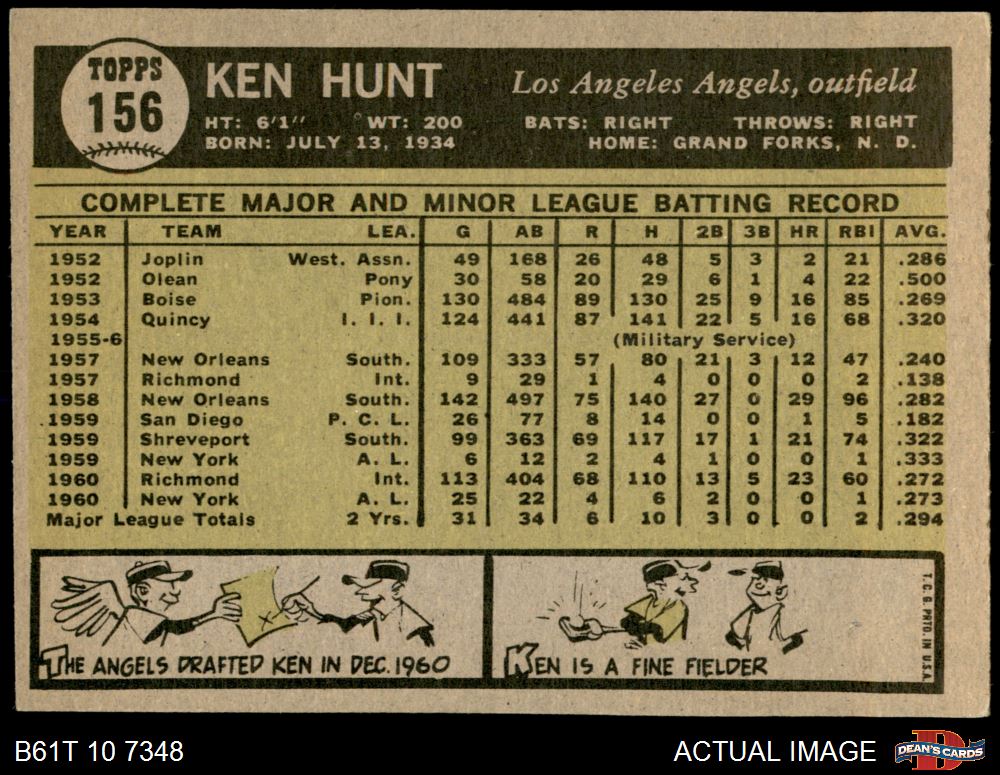 TOPPS
156
KEN HUNT
Los Angeles Angels, outfield
HT: 6'1" WT: 200 BATS: RIGHT THROWS: RIGHT
BORN: JULY 13, 1934 HOME: GRAND FORKS, N. D.
COMPLETE MAJOR AND MINOR LEAGUE BATTING RECORD
YEAR TEAM LEA. G AB R H 2B 3B HR RBI AVG.
1952 Joplin West. Assn. 49 168 26 48 5 3 2 21 .286
1952 Olean Pony 30 58 20 29 6 1 4 22 .500
1953 Boise Pion. 130 484 89 130 25 9 16 85 .269
1954 Quincy I. I. I. 124 441 87 141 22 5 16 68 .320
1955-6 (Military Service)
1957 New Orleans South. 109 333 57 80 21 3 12 47 .240
1957 Richmond Int. 9 29 1 4 0 0 0 2 .138
1958 New Orleans South. 142 497 75 140 27 0 29 96 .282
1959 San Diego P. C. L. 26 77 8 14 0 0 1 5 .182
1959 Shreveport South. 99 363 69 117 17 1 21 74 .322
1959 New York A. L. 6 12 2 4 1 0 0 1 .333
1960 Richmond Int. 113 404 68 110 13 5 23 60 .272
1960 New York A. L. 25 22 4 6 2 0 0 1 .273
Major League Totals 2 Yrs. 31 34 6 10 3 0 0 2 .294
THE ANGELS DRAFTED KEN IN DEC. 1960
KEN IS A FINE FIELDER
T. C. G. PRTD. IN U.S.A.
B61T 10 7348
ACTUAL IMAGE
DEAN'S CARDS